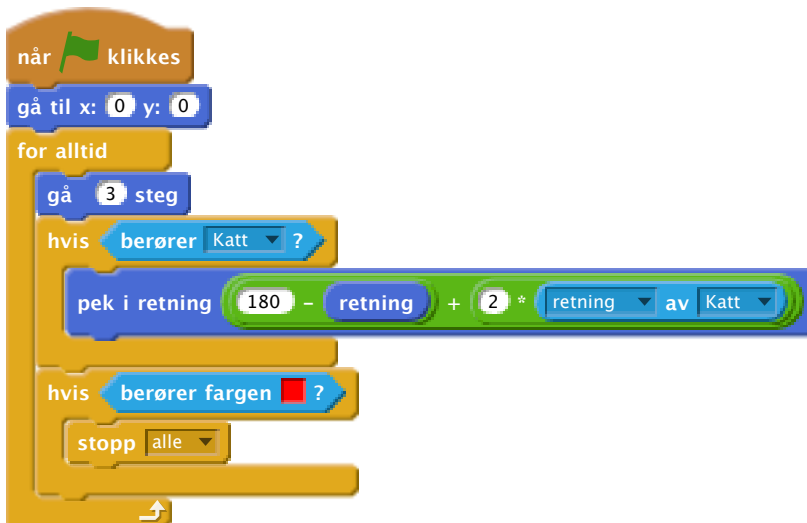 når klikkes
gå til x: 0 y: 0
for alltid
gå 3 steg
hvis berører Katt ?
pek i retning 180 - retning + 2 * retning av Katt
hvis berører fargen ?
stopp alle